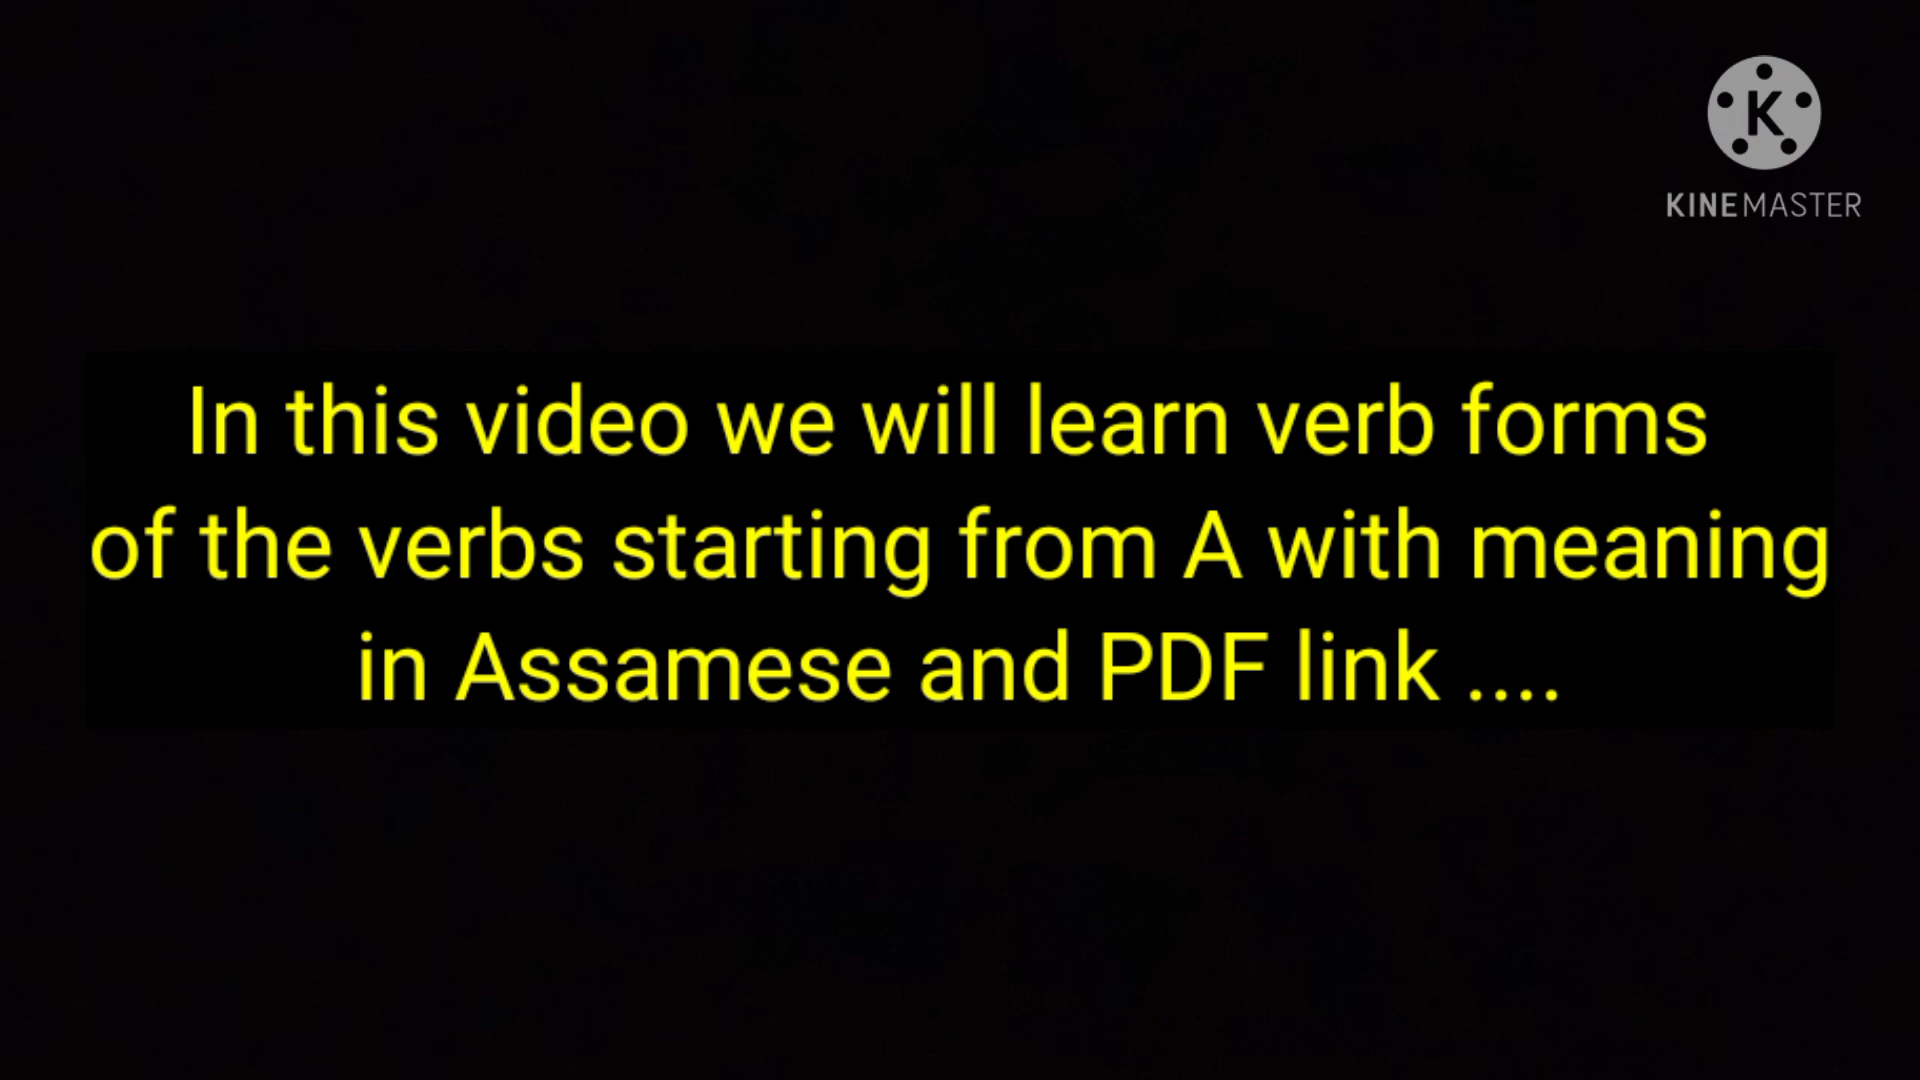 K
KINEMASTER
In this video we will learn verb forms
of the verbs starting from A with meaning
in Assamese and PDF link ....